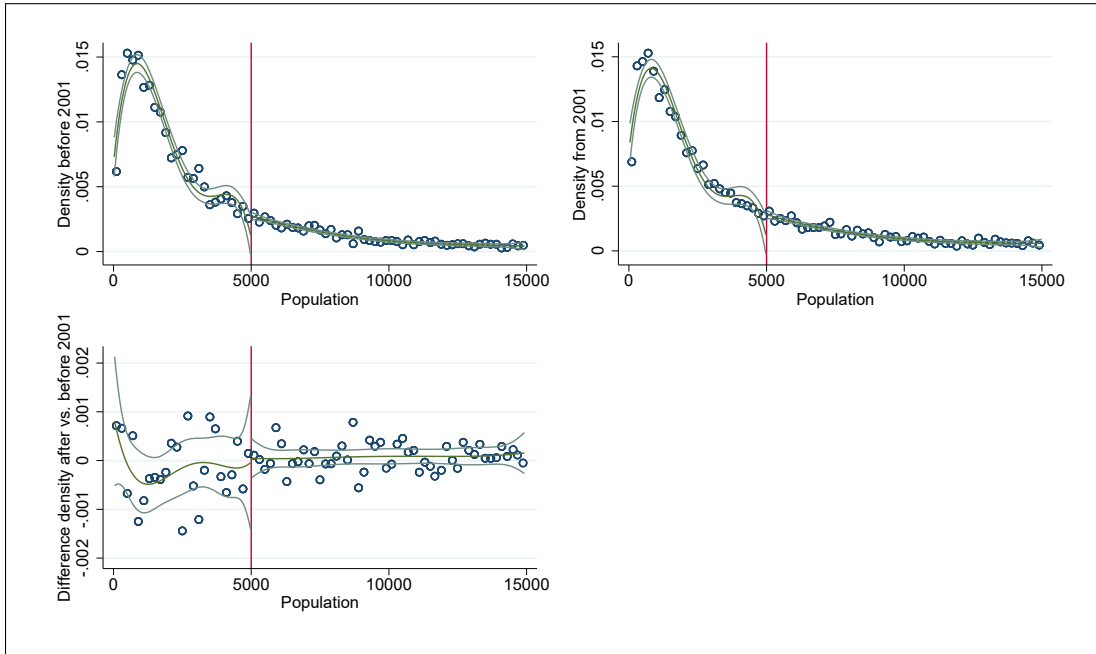 Density before 2001
.015
.01
.005
0
0 5000 10000 15000
Population
Density from 2001
.015
.01
.005
0
0 5000 10000 15000
Population
Difference density after vs. before 2001
.002
.001
0
-.001
-.002
0 5000 10000 15000
Population